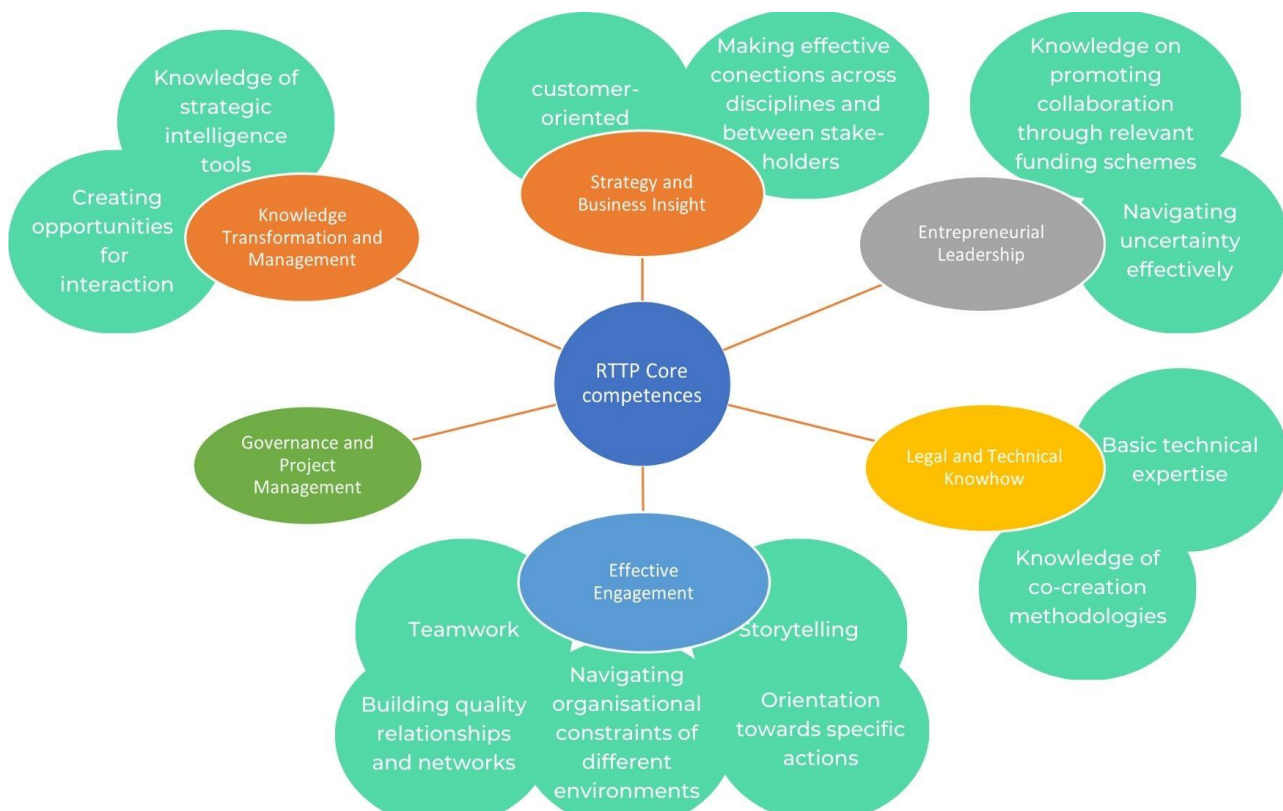 Knowledge of
strategic
intelligence
tools
Creating
opportunities
for
interaction
Knowledge
Transformation and
Management
customer-
oriented
Making effective
conections across
disciplines and
between stake-
holders
Strategy and
Business Insight
Knowledge on
promoting
collaboration
through relevant
funding schemes
Navigating
uncertainty
effectively
Entrepreneurial
Leadership
RTTP Core
competences
Governance and
Project
Management
Legal and Technical
Knowhow
Basic technical
expertise
Knowledge of
co-creation
methodologies
Effective
Engagement
Teamwork
Storytelling
Building quality
relationships
and networks
Navigating
organisational
constraints of
different
environments
Orientation
towards specific
actions